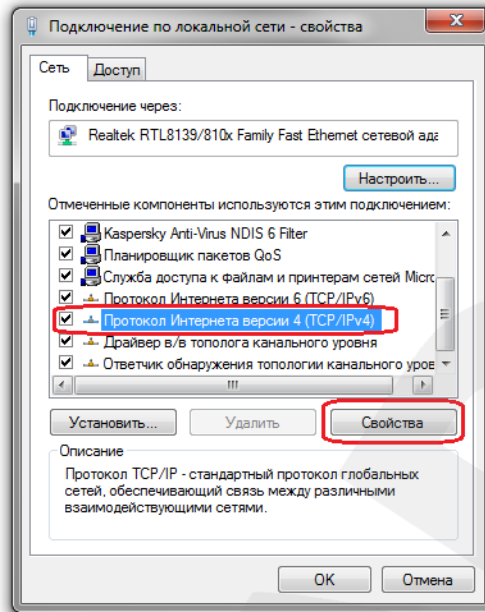 Подключение по локальной сети - свойства
Сеть
Доступ
Подключение через:
Realtek RTL8139/810x Family Fast Ethernet сетевой ада
Настроить...
Отмеченные компоненты используются этим подключением:
Kaspersky Anti-Virus NDIS 6 Filter
Планировщик пакетов QoS
Служба доступа к файлам и принтерам сетей Micro
Протокол Интернета версии 6 (TCP/IPv6)
Протокол Интернета версии 4 (TCP/IPv4)
Драйвер в/в тополога канального уровня
Ответчик обнаружения топологии канального уров
Установить...
Удалить
Свойства
Описание
Протокол TCP/IP - стандартный протокол глобальных
сетей, обеспечивающий связь между различными
взаимодействующими сетями.
OK
Отмена